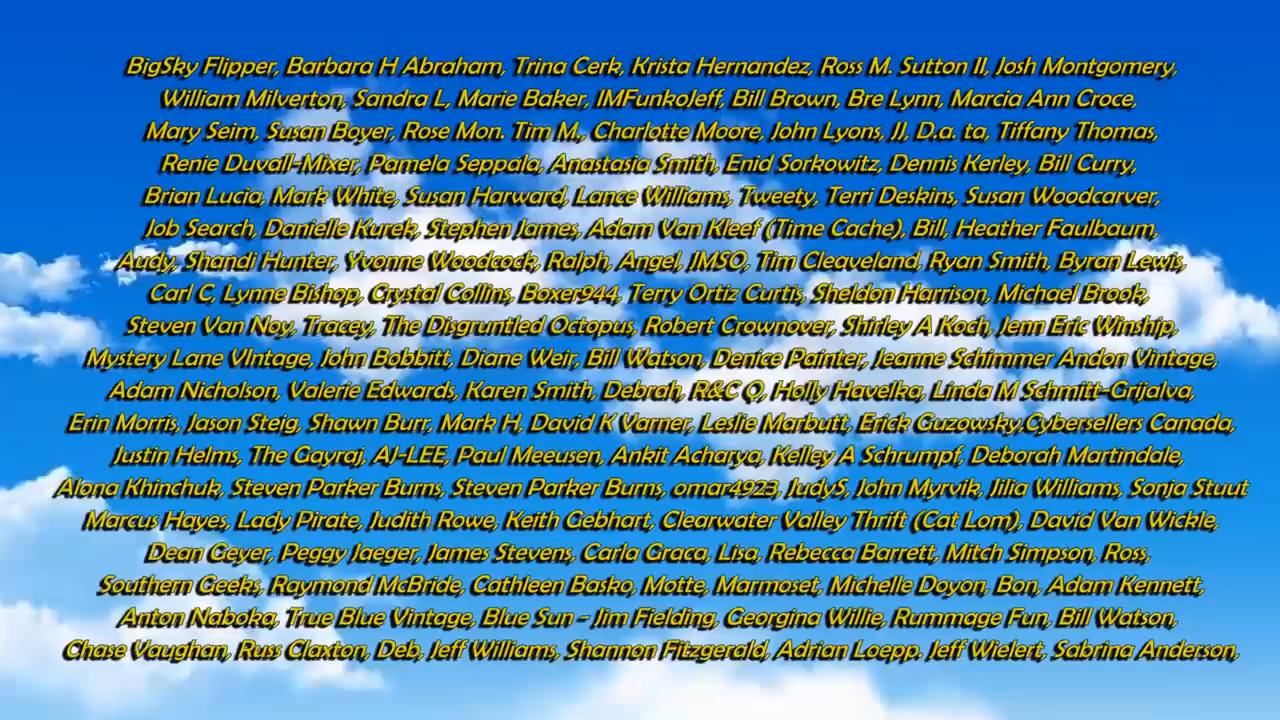 BigSky Flipper, Barbara H Abraham, Trina Cerk, Krista Hernandez, Ross M. Sutton II, Josh Montgomery,
William Milverton, Sandra L, Marie Baker, IMFunkoJeff, Bill Brown, Bre Lynn, Marcia Ann Croce,
Mary Seim, Susan Boyer, Rose Mon. Tim M., Charlotte Moore, John Lyons, JJ, D.a. ta, Tiffany Thomas,
Renie Duvall-Mixer, Pamela Seppala, Anastasia Smith, Enid Sorkowitz, Dennis Kerley, Bill Curry,
Brian Lucia, Mark White, Susan Harward, Lance Williams, Tweety, Terri Deskins, Susan Woodcarver,
Job Search, Danielle Kurek, Stephen James, Adam Van Kleef (Time Cache), Bill, Heather Faulbaum,
Audy, Shandi Hunter, Yvonne Woodcock, Ralph, Angel, JMSO, Tim Cleaveland, Ryan Smith, Byran Lewis,
Carl C, Lynne Bishop, Crystal Collins, Boxer944, Terry Ortiz Curtis, Sheldon Harrison, Michael Brook,
Steven Van Noy, Tracey, The Disgruntled Octopus, Robert Crownover, Shirley A Koch, Jenn Eric Winship,
Mystery Lane VIntage, John Bobbitt, Diane Weir, Bill Watson, Denice Painter, Jeanne Schimmer Andon Vintage,
Adam Nicholson, Valerie Edwards, Karen Smith, Debrah, R&C Q, Holly Havelka, Linda M Schmitt-Grijalva,
Erin Morris, Jason Steig, Shawn Burr, Mark H, David K Varner, Leslie Marbutt, Erick Guzowsky,Cybersellers Canada,
Justin Helms, The Gayraj, AJ-LEE, Paul Meeusen, Ankit Acharya, Kelley A Schrumpf, Deborah Martindale,
Alona Khinchuk, Steven Parker Burns, Steven Parker Burns, omar4923, JudyS, John Myrvik, Jilia Williams, Sonja Stuut
Marcus Hayes, Lady Pirate, Judith Rowe, Keith Gebhart, Clearwater Valley Thrift (Cat Lom), David Van Wickle,
Dean Geyer, Peggy Jaeger, James Stevens, Carla Graca, Lisa, Rebecca Barrett, Mitch Simpson, Ross,
Southern Geeks, Raymond McBride, Cathleen Basko, Motte, Marmoset, Michelle Doyon, Bon, Adam Kennett,
Anton Naboka, True Blue Vintage, Blue Sun - Jim Fielding, Georgina Willie, Rummage Fun, Bill Watson,
Chase Vaughan, Russ Claxton, Deb, Jeff Williams, Shannon Fitzgerald, Adrian Loepp. Jeff Wielert, Sabrina Anderson,